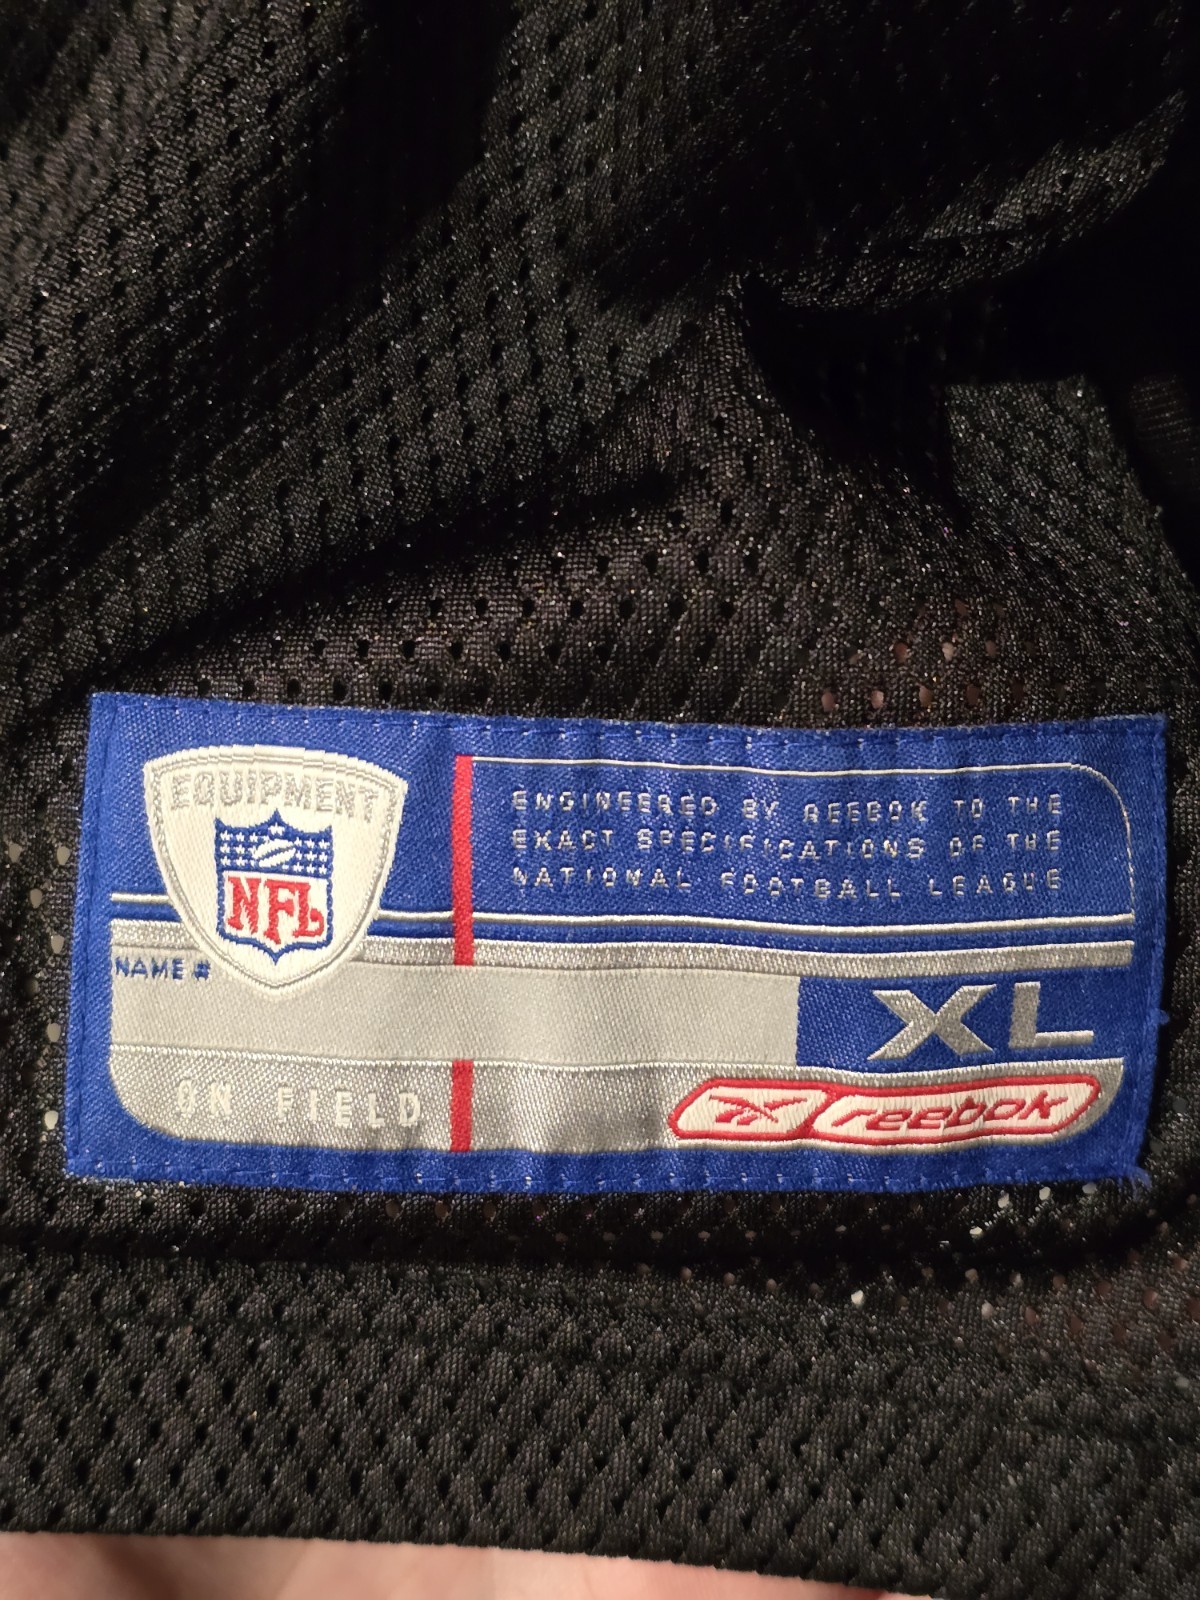 EQUIPMENT
NFL
ENGINEERED BY REEBOK TO THE
EXACT SPECIFICATIONS OF THE
NATIONAL FOOTBALL LEAGUE
NAME #
XL
ON FIELD
Reebok